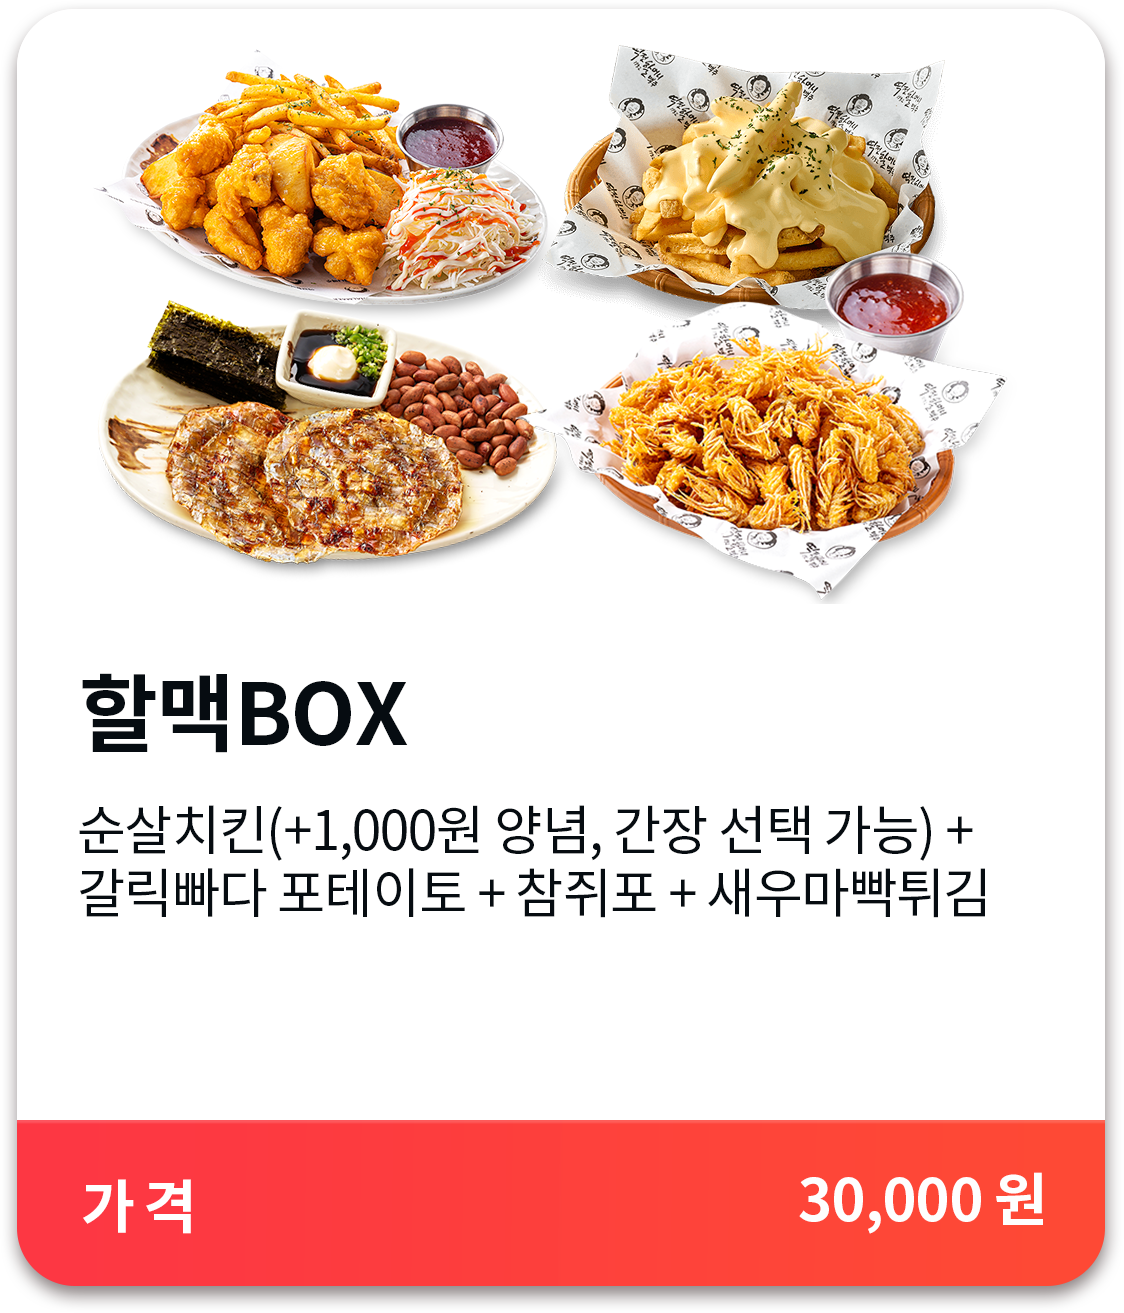 할맥BOX
순살치킨(+1,000원 양념, 간장 선택 가능) +
갈릭빠다 포테이토 + 참쥐포 + 새우마빡튀김
가 격
30,000 원